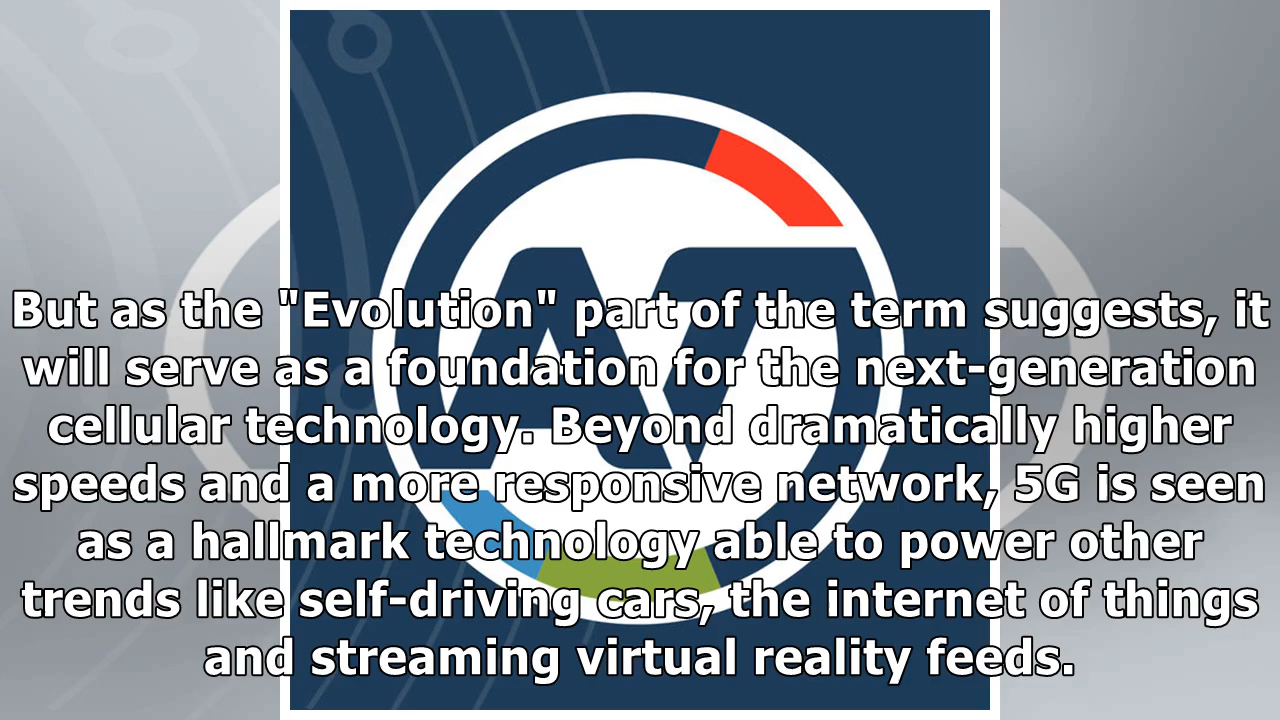 But as the "Evolution" part of the term suggests, it
will serve as a foundation for the next-generation
cellular technology. Beyond dramatically higher
speeds and a more responsive network, 5G is seen
as a hallmark technology able to power other
trends like self-driving cars, the internet of things
and streaming virtual reality feeds.